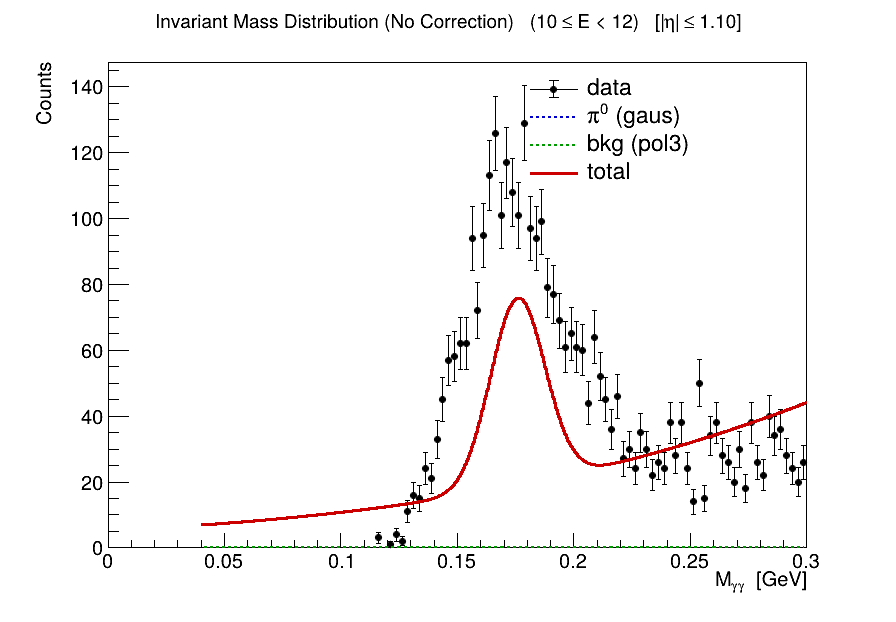 Invariant Mass Distribution (No Correction) (10 ≤ E < 12) [|η| ≤ 1.10]
Counts
140
120
100
80
60
40
20
0
data
π⁰ (gaus)
bkg (pol3)
total
0 0.05 0.1 0.15 0.2 0.25 0.3
M_γγ [GeV]